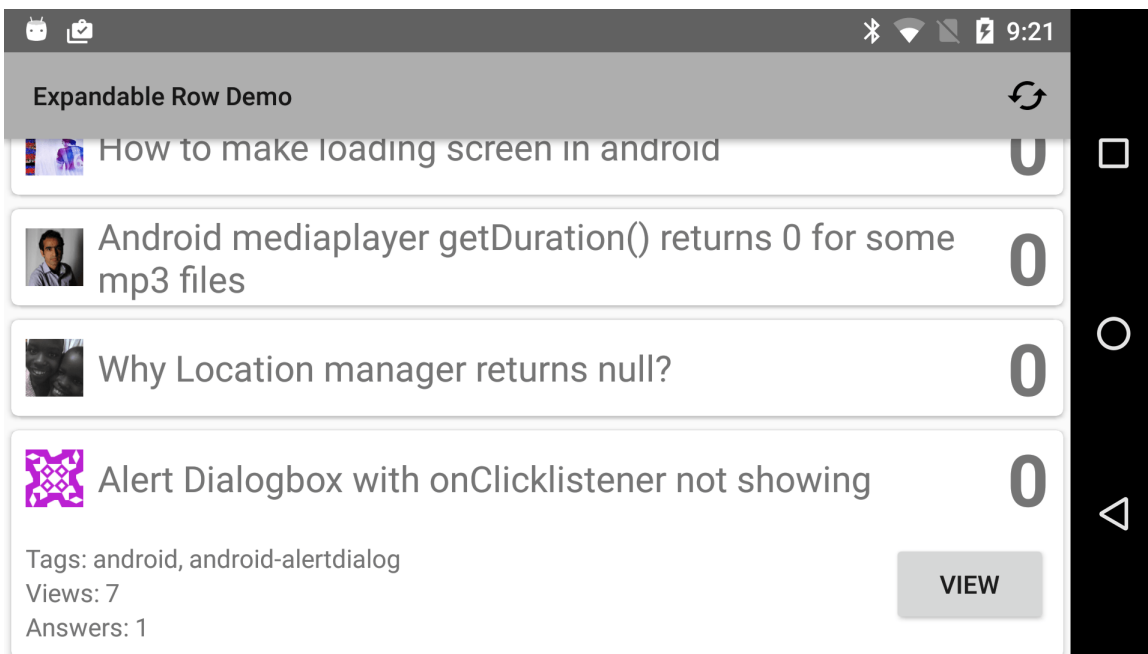 9:21
Expandable Row Demo
How to make loading screen in android
0
Android mediaplayer getDuration() returns 0 for some
mp3 files
0
Why Location manager returns null?
0
Alert Dialogbox with onClicklistener not showing
0
Tags: android, android-alertdialog
Views: 7
Answers: 1
VIEW